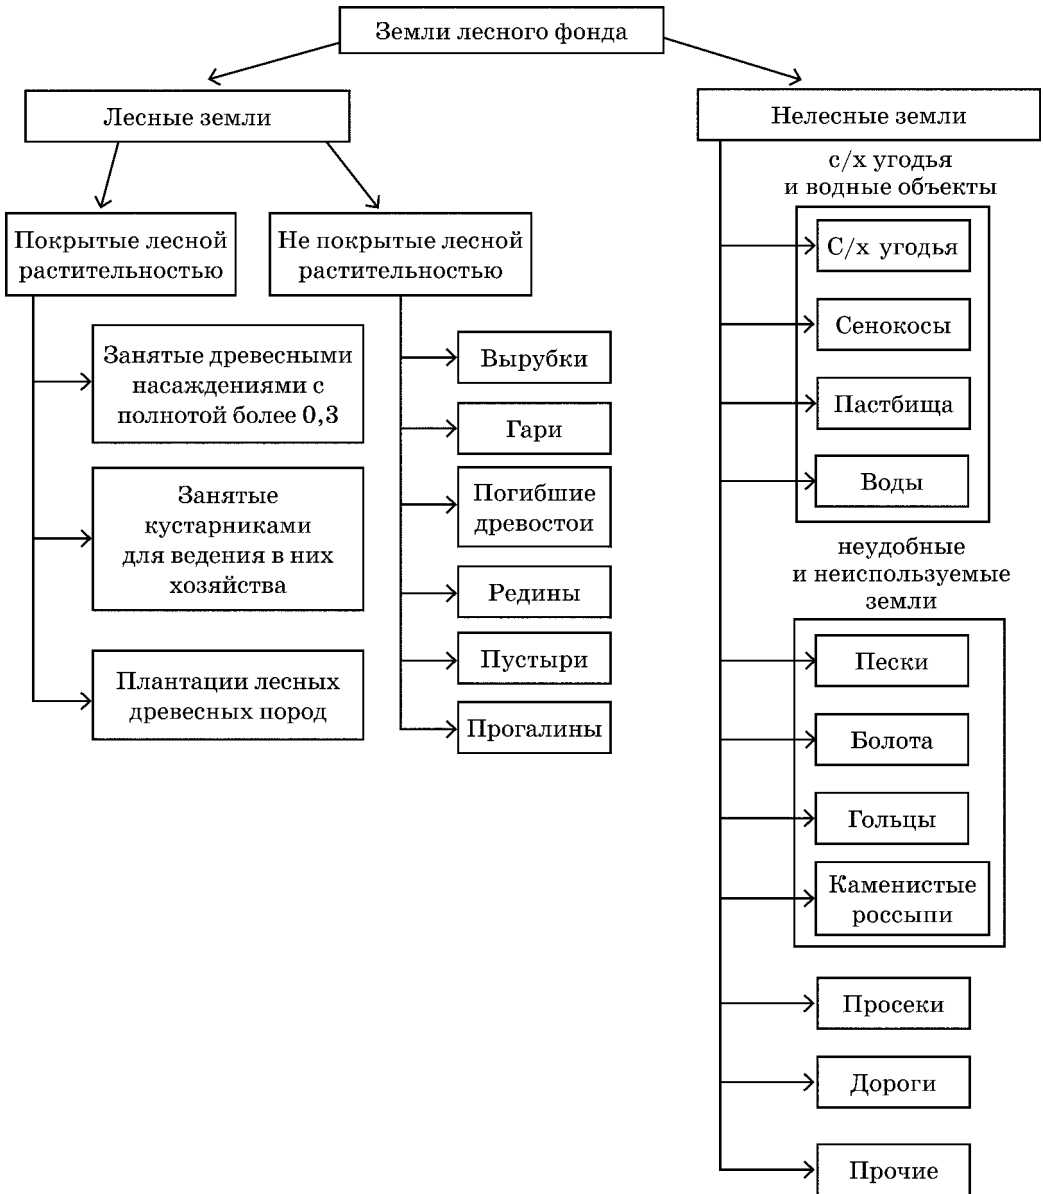 Земли лесного фонда
Лесные земли
Нелесные земли
Покрытые лесной
растительностью
Не покрытые лесной
растительностью
Занятые древесными
насаждениями с
полнотой более 0,3
Занятые
кустарниками
для ведения в них
хозяйства
Плантации лесных
древесных пород
Вырубки
Гари
Погибшие
древостои
Редины
Пустыри
Прогалины
с/х угодья
и водные объекты
С/х угодья
Сенокосы
Пастбища
Воды
неудобные
и неиспользуемые
земли
Пески
Болота
Гольцы
Каменистые
россыпи
Просеки
Дороги
Прочие